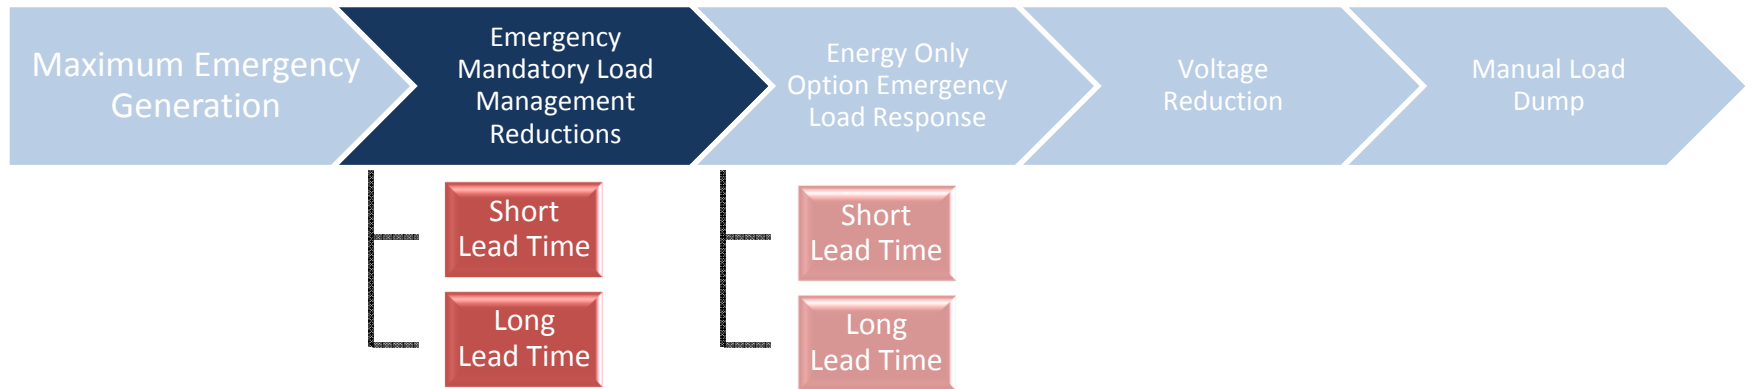 Maximum Emergency
Generation
Emergency
Mandatory Load
Management
Reductions
Energy Only
Option Emergency
Load Response
Voltage
Reduction
Manual Load
Dump
Short
Lead Time
Long
Lead Time
Short
Lead Time
Long
Lead Time